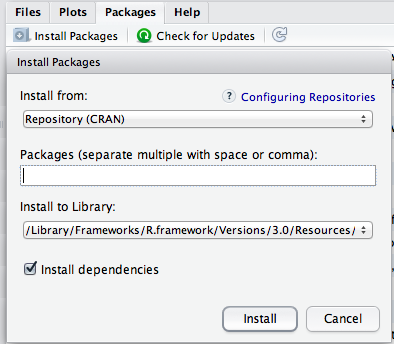 Files Plots Packages Help
Install Packages Check for Updates
Install Packages
Install from: ? Configuring Repositories
Repository (CRAN)
Packages (separate multiple with space or comma):
Install to Library:
/Library/Frameworks/R.framework/Versions/3.0/Resources/
Install dependencies
Install Cancel